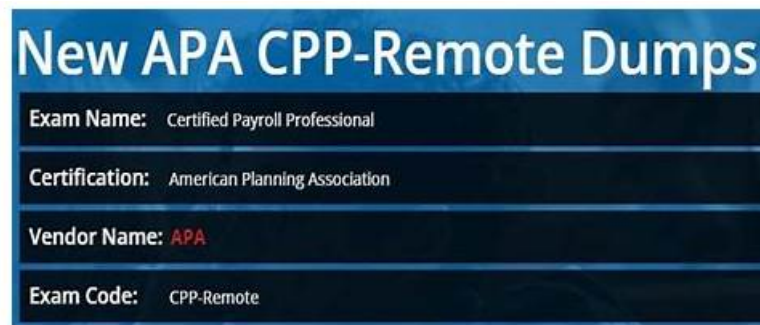 New APA CPP-Remote Dumps
Exam Name: Certified Payroll Professional
Certification: American Planning Association
Vendor Name: APA
Exam Code: CPP-Remote